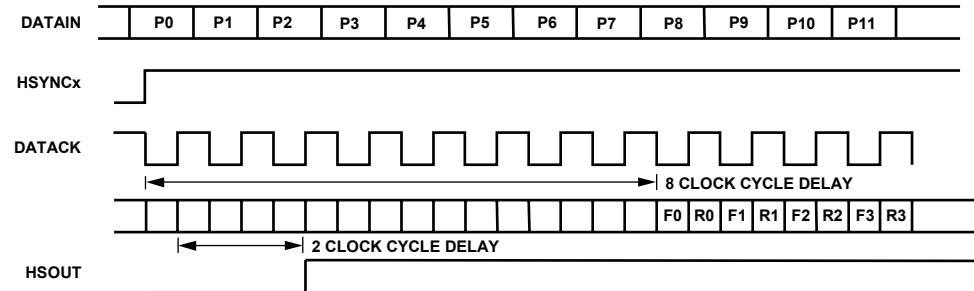 DATAIN P0 P1 P2 P3 P4 P5 P6 P7 P8 P9 P10 P11
HSYNCx
DATACK
8 CLOCK CYCLE DELAY
F0 R0 F1 R1 F2 R2 F3 R3
2 CLOCK CYCLE DELAY
HSOUT